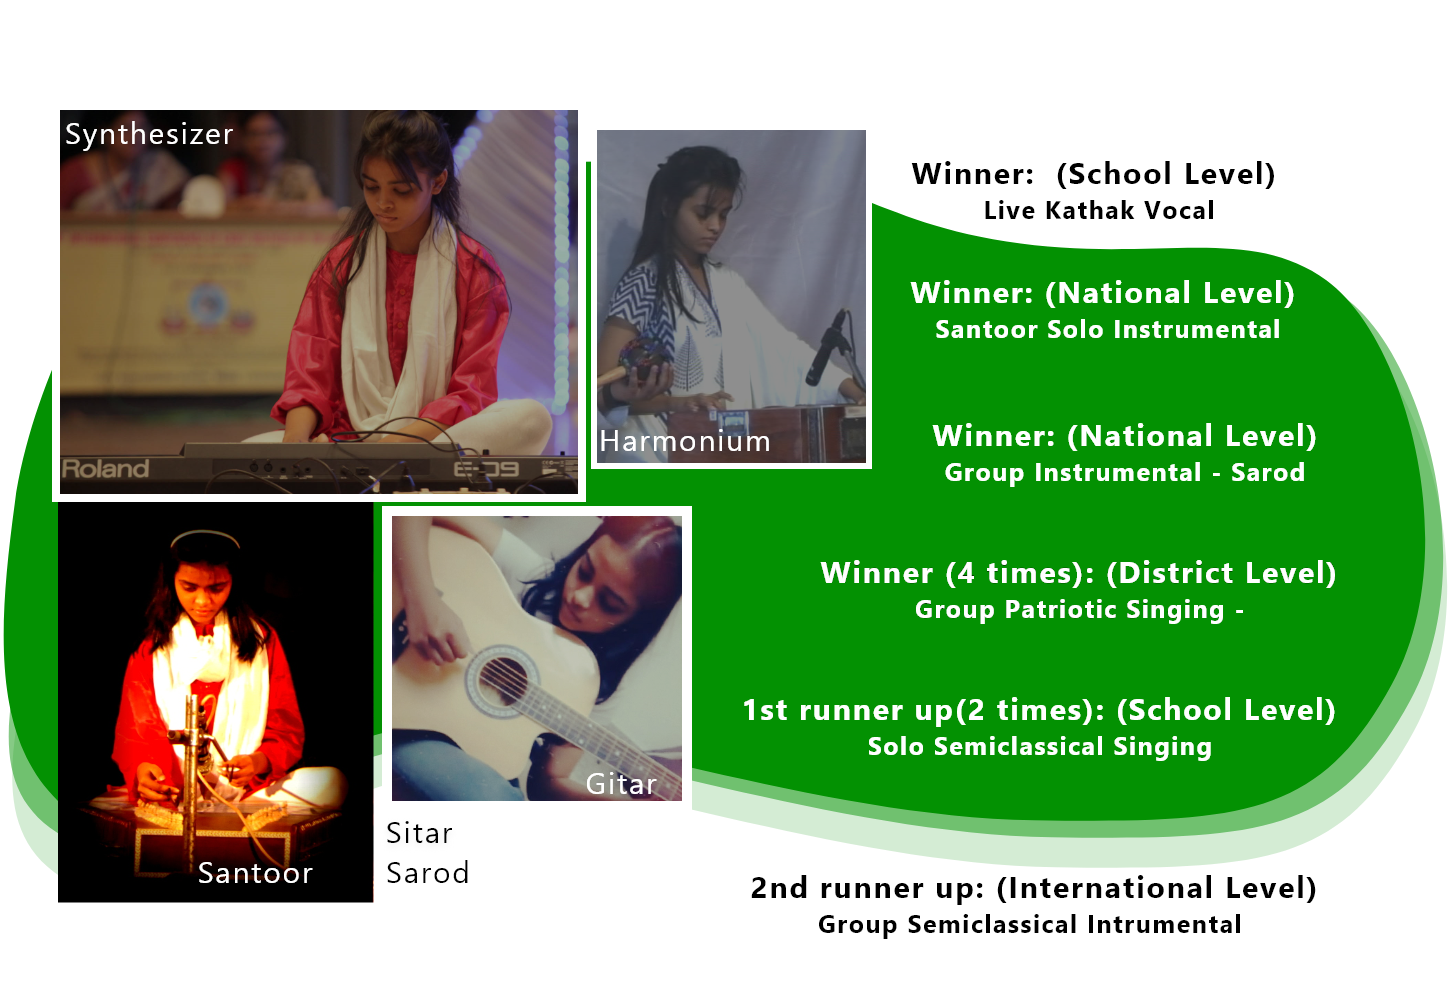 Synthesizer
Roland
E-09
Harmonium
Santoor
Gitar
Sitar
Sarod
Winner:  (School Level)
Live Kathak Vocal
Winner: (National Level)
Santoor Solo Instrumental
Winner: (National Level)
Group Instrumental - Sarod
Winner (4 times): (District Level)
Group Patriotic Singing -
1st runner up(2 times): (School Level)
Solo Semiclassical Singing
2nd runner up: (International Level)
Group Semiclassical Intrumental